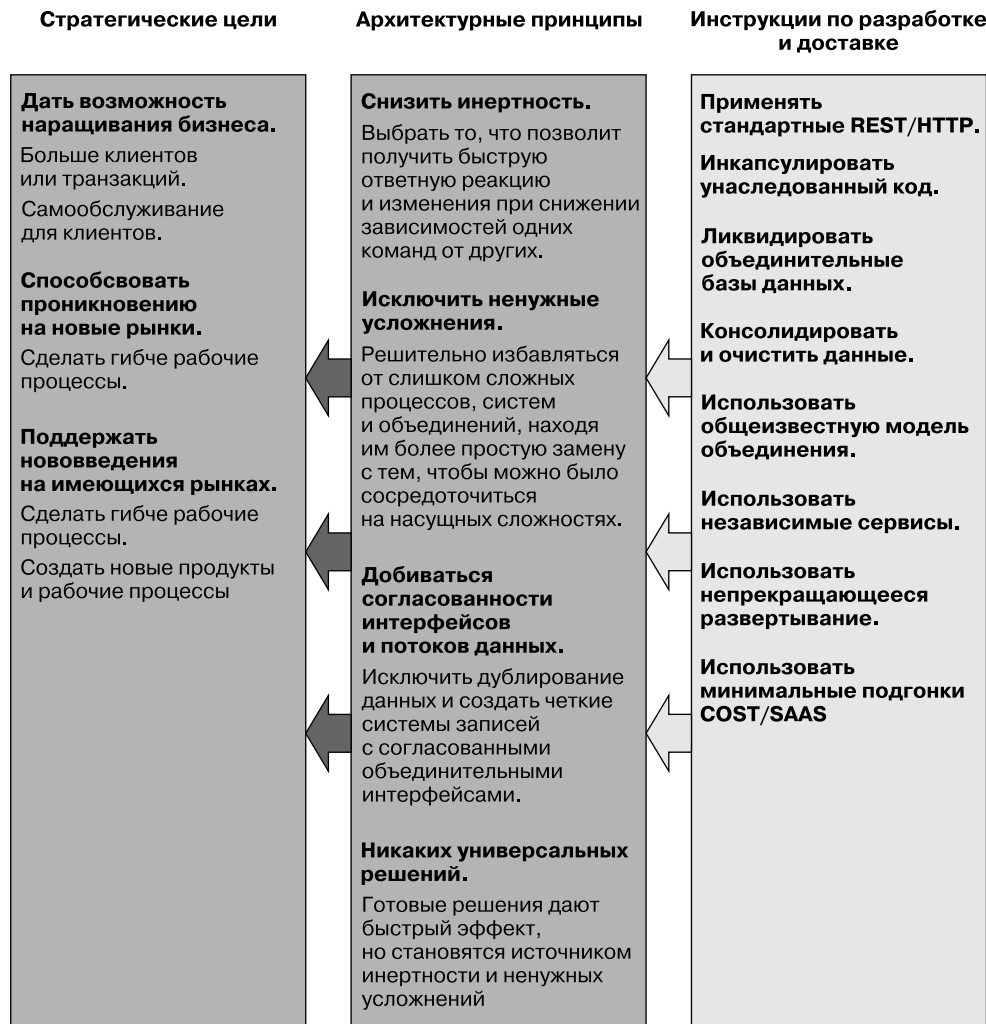 Стратегические цели
Архитектурные принципы
Инструкции по разработке
и доставке
Дать возможность
наращивания бизнеса.
Больше клиентов
или транзакций.
Самообслуживание
для клиентов.
Способсвовать
проникновению
на новые рынки.
Сделать гибче рабочие
процессы.
Поддержать
нововведения
на имеющихся рынках.
Сделать гибче рабочие
процессы.
Создать новые продукты
и рабочие процессы
Снизить инертность.
Выбрать то, что позволит
получить быструю
ответную реакцию
и изменения при снижении
зависимостей одних
команд от других.
Исключить ненужные
усложнения.
Решительно избавляться
от слишком сложных
процессов, систем
и объединений, находя
им более простую замену
с тем, чтобы можно было
сосредоточиться
на насущных сложностях.
Добиваться
согласованности
интерфейсов
и потоков данных.
Исключить дублирование
данных и создать четкие
системы записей
с согласованными
объединительными
интерфейсами.
Никаких универсальных
решений.
Готовые решения дают
быстрый эффект,
но становятся источником
инертности и ненужных
усложнений
Применять
стандартные REST/HTTP.
Инкапсулировать
унаследованный код.
Ликвидировать
объединительные
базы данных.
Консолидировать
и очистить данные.
Использовать
общеизвестную модель
объединения.
Использовать
независимые сервисы.
Использовать
непрекращающееся
развертывание.
Использовать
минимальные подгонки
COST/SAAS